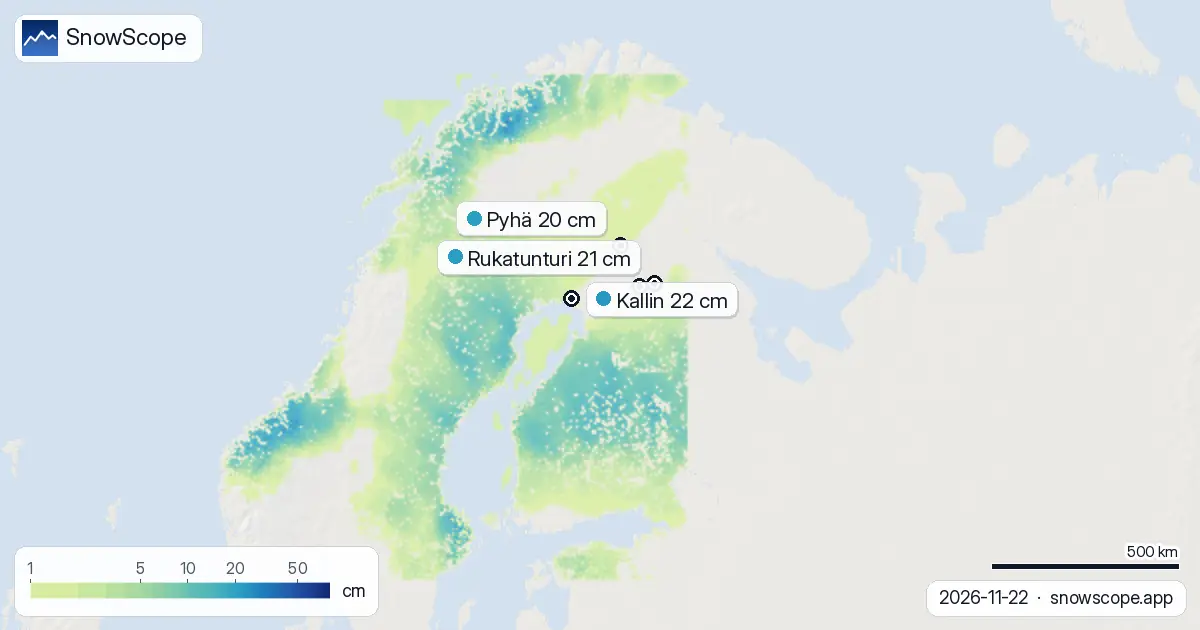 SnowScope
Pyhä 20 cm
Rukatunturi 21 cm
Kallin 22 cm
1 5 10 20 50
cm
500 km
2026-11-22 · snowscope.app